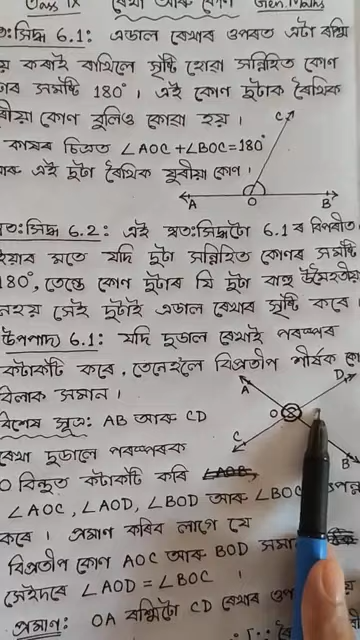 Class IX ৰেখা আৰু কোণ Gen. Maths
স্বতঃসিদ্ধ 6.1: এডাল ৰেখাৰ ওপৰত এটা ৰশ্মি
কৰাই ৰাখিলে সৃষ্টি হোৱা সন্নিহিত কোণ
সমষ্টি 180°। এই কোণ দুটাক ৰৈখিক
কোণ বুলিও কোৱা হয়।
কাষৰ চিত্ৰত ∠AOC + ∠BOC = 180°
আৰু এই দুটা ৰৈখিক যুৰীয়া কোণ।
C
A O B
স্বতঃসিদ্ধ 6.2: এই স্বতঃসিদ্ধটো 6.1 ৰ বিপৰীত।
মতে যদি দুটা সন্নিহিত কোণৰ সমষ্টি
180°, তেন্তে কোণ দুটাৰ যি দুটা বাহু উমৈহতীয়া
নহয় সেই দুটাই এডাল ৰেখাৰ সৃষ্টি কৰে।
উপপাদ্য 6.1: যদি দুডাল ৰেখাই পৰস্পৰ
কটাকটি কৰে, তেনেহলে বিপ্ৰতীপ শীৰ্ষক
বিলাক সমান।
A D
O
C B
বিশেষ সূত্ৰ: AB আৰু CD
ৰেখা দুডালে পৰস্পৰক
O বিন্দুত কটাকটি কৰি
∠AOC, ∠AOD, ∠BOD আৰু ∠BOC
কৰে। প্ৰমাণ কৰিব লাগে যে
বিপ্ৰতীপ কোণ AOC আৰু BOD সমান
সেইদৰে ∠AOD = ∠BOC।
প্ৰমাণ: OA ৰশ্মিটো CD ৰেখাৰ